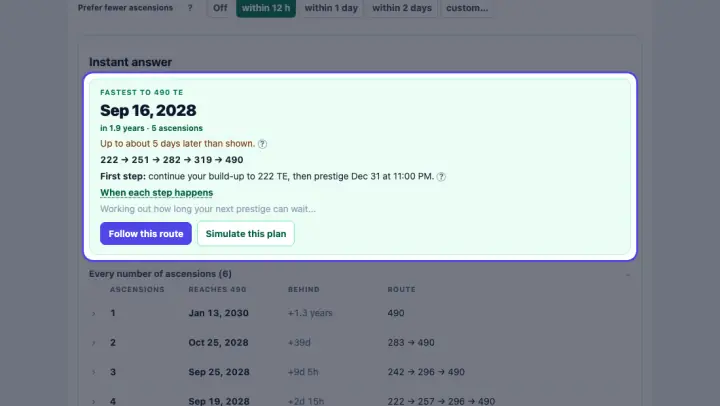 Prefer fewer ascensions ? Off within 12 h within 1 day within 2 days custom...
Instant answer
FASTEST TO 490 TE
Sep 16, 2028
in 1.9 years · 5 ascensions
Up to about 5 days later than shown. ?
222 → 251 → 282 → 319 → 490
First step: continue your build-up to 222 TE, then prestige Dec 31 at 11:00 PM. ?
When each step happens
Working out how long your next prestige can wait...
Follow this route Simulate this plan
Every number of ascensions (6)
ASCENSIONS REACHES 490 BEHIND ROUTE
1 Jan 13, 2030 +1.3 years 490
2 Oct 25, 2028 +39d 283 → 490
3 Sep 25, 2028 +9d 5h 242 → 296 → 490
4 Sep 19, 2028 +2d 15h 222 → 257 → 296 → 490